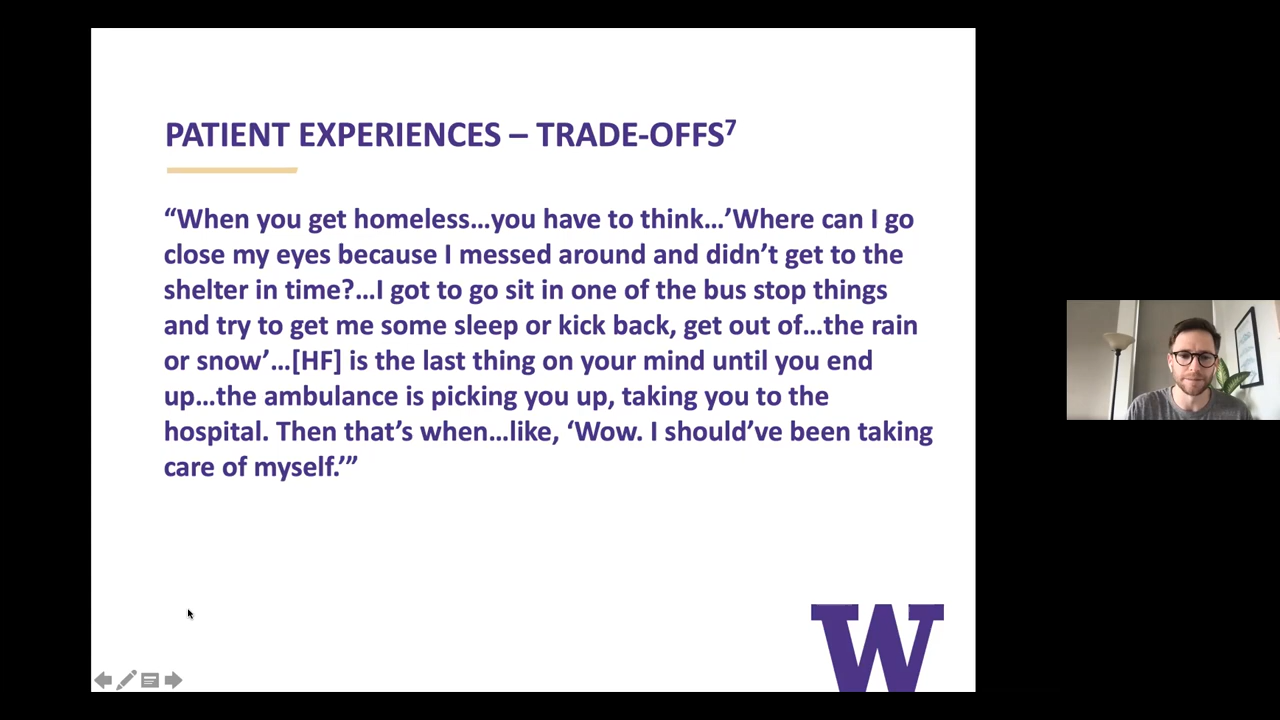 PATIENT EXPERIENCES – TRADE-OFFS⁷
“When you get homeless…you have to think…’Where can I go
close my eyes because I messed around and didn’t get to the
shelter in time?…I got to go sit in one of the bus stop things
and try to get me some sleep or kick back, get out of…the rain
or snow’…[HF] is the last thing on your mind until you end
up…the ambulance is picking you up, taking you to the
hospital. Then that’s when…like, ‘Wow. I should’ve been taking
care of myself.’”
W